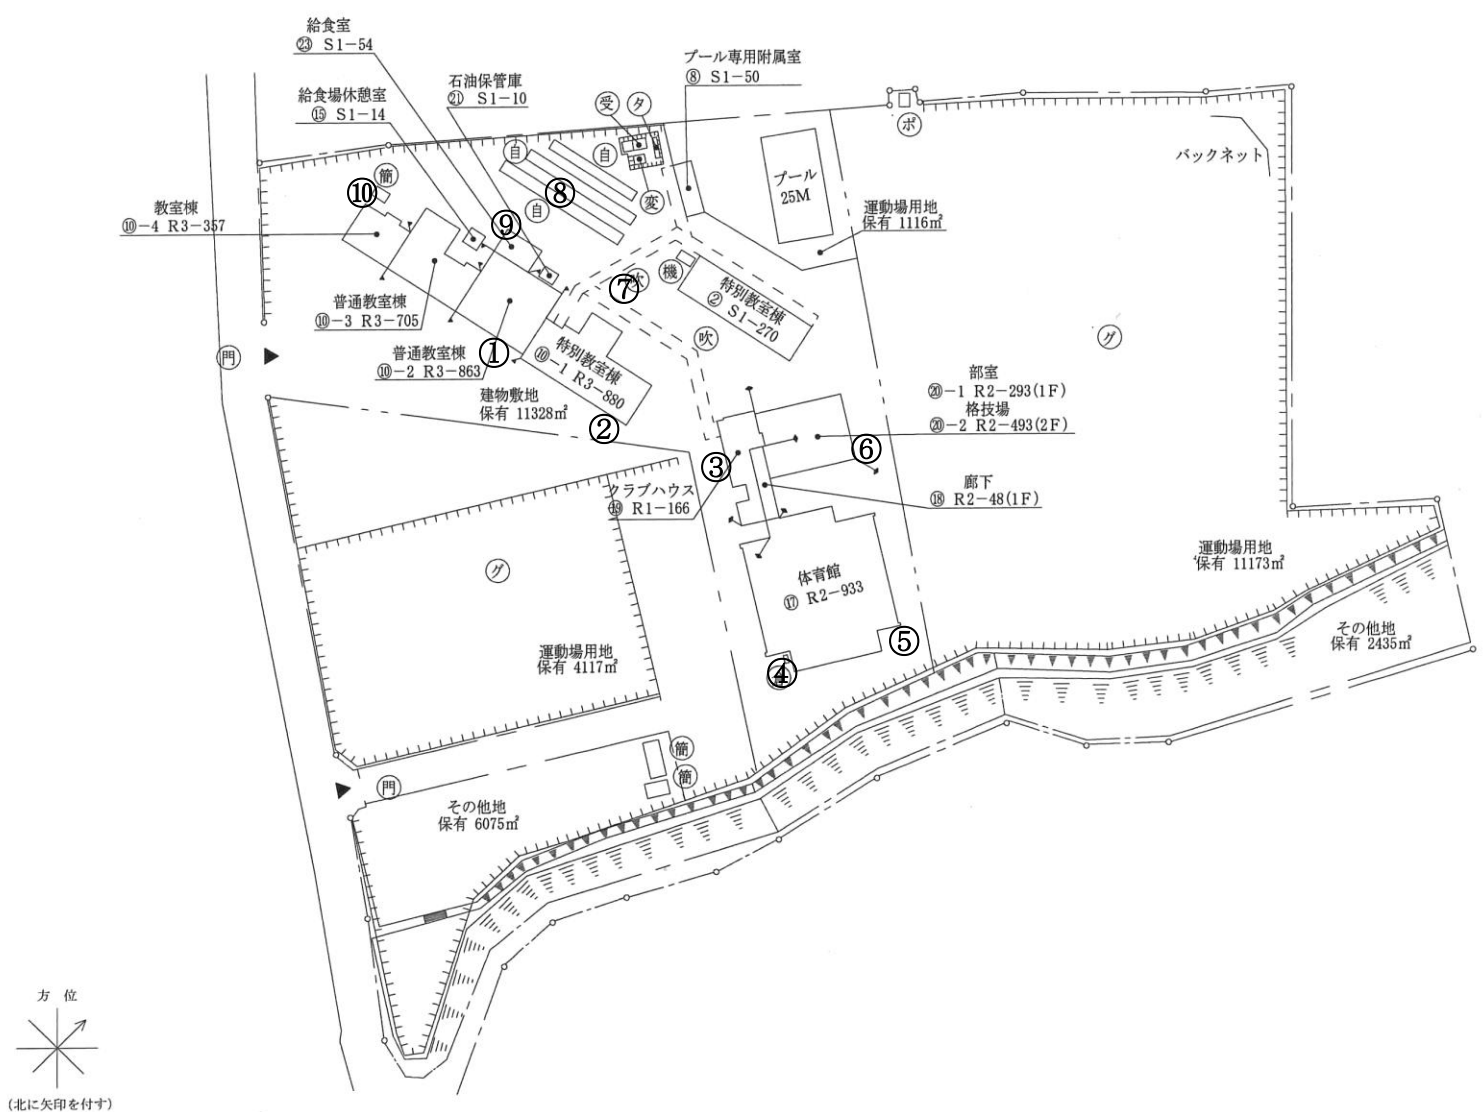 給食室
㉓ S1-54
給食場休憩室
⑮ S1-14
石油保管庫
㉑ S1-10
プール専用附属室
⑧ S1-50
受
タ
ポ
自
自
自
変
簡
バックネット
プール
25M
運動場用地
保有 1116㎡
教室棟
⑩-4 R3-357
⑩
⑨
⑧
⑦
機
吹
特別教室棟
② S1-270
普通教室棟
⑩-3 R3-705
普通教室棟
⑩-2 R3-863
①
特別教室棟
⑩-1 R3-880
門
グ
建物敷地
保有 11328㎡
②
部室
⑳-1 R2-293(1F)
格技場
⑳-2 R2-493(2F)
③
⑥
クラブハウス
⑲ R1-166
廊下
⑱ R2-48(1F)
グ
体育館
⑰ R2-933
運動場用地
保有 11173㎡
その他地
保有 2435㎡
⑤
④
運動場用地
保有 4117㎡
簡
簡
門
その他地
保有 6075㎡
方 位
(北に矢印を付す)